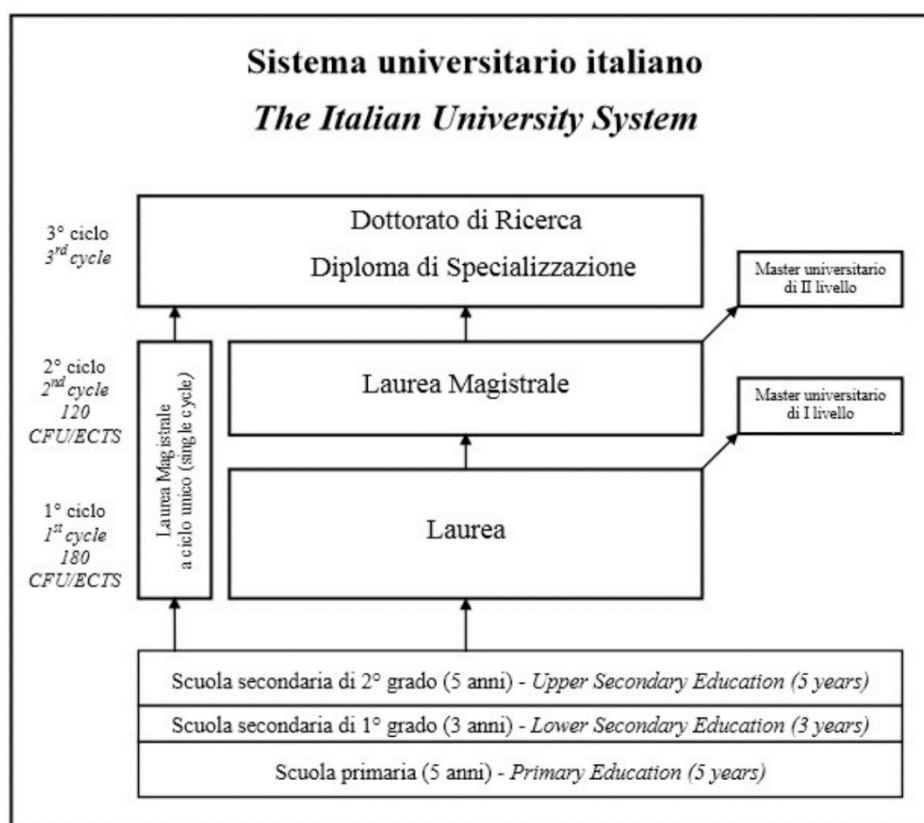 Sistema universitario italiano
The Italian University System
3° ciclo
3rd cycle
Dottorato di Ricerca
Diploma di Specializzazione
Master universitario
di II livello
2° ciclo
2nd cycle
120
CFU/ECTS
Laurea Magistrale
a ciclo unico (single cycle)
Laurea Magistrale
Master universitario
di I livello
1° ciclo
1st cycle
180
CFU/ECTS
Laurea
Scuola secondaria di 2° grado (5 anni) - Upper Secondary Education (5 years)
Scuola secondaria di 1° grado (3 anni) - Lower Secondary Education (3 years)
Scuola primaria (5 anni) - Primary Education (5 years)